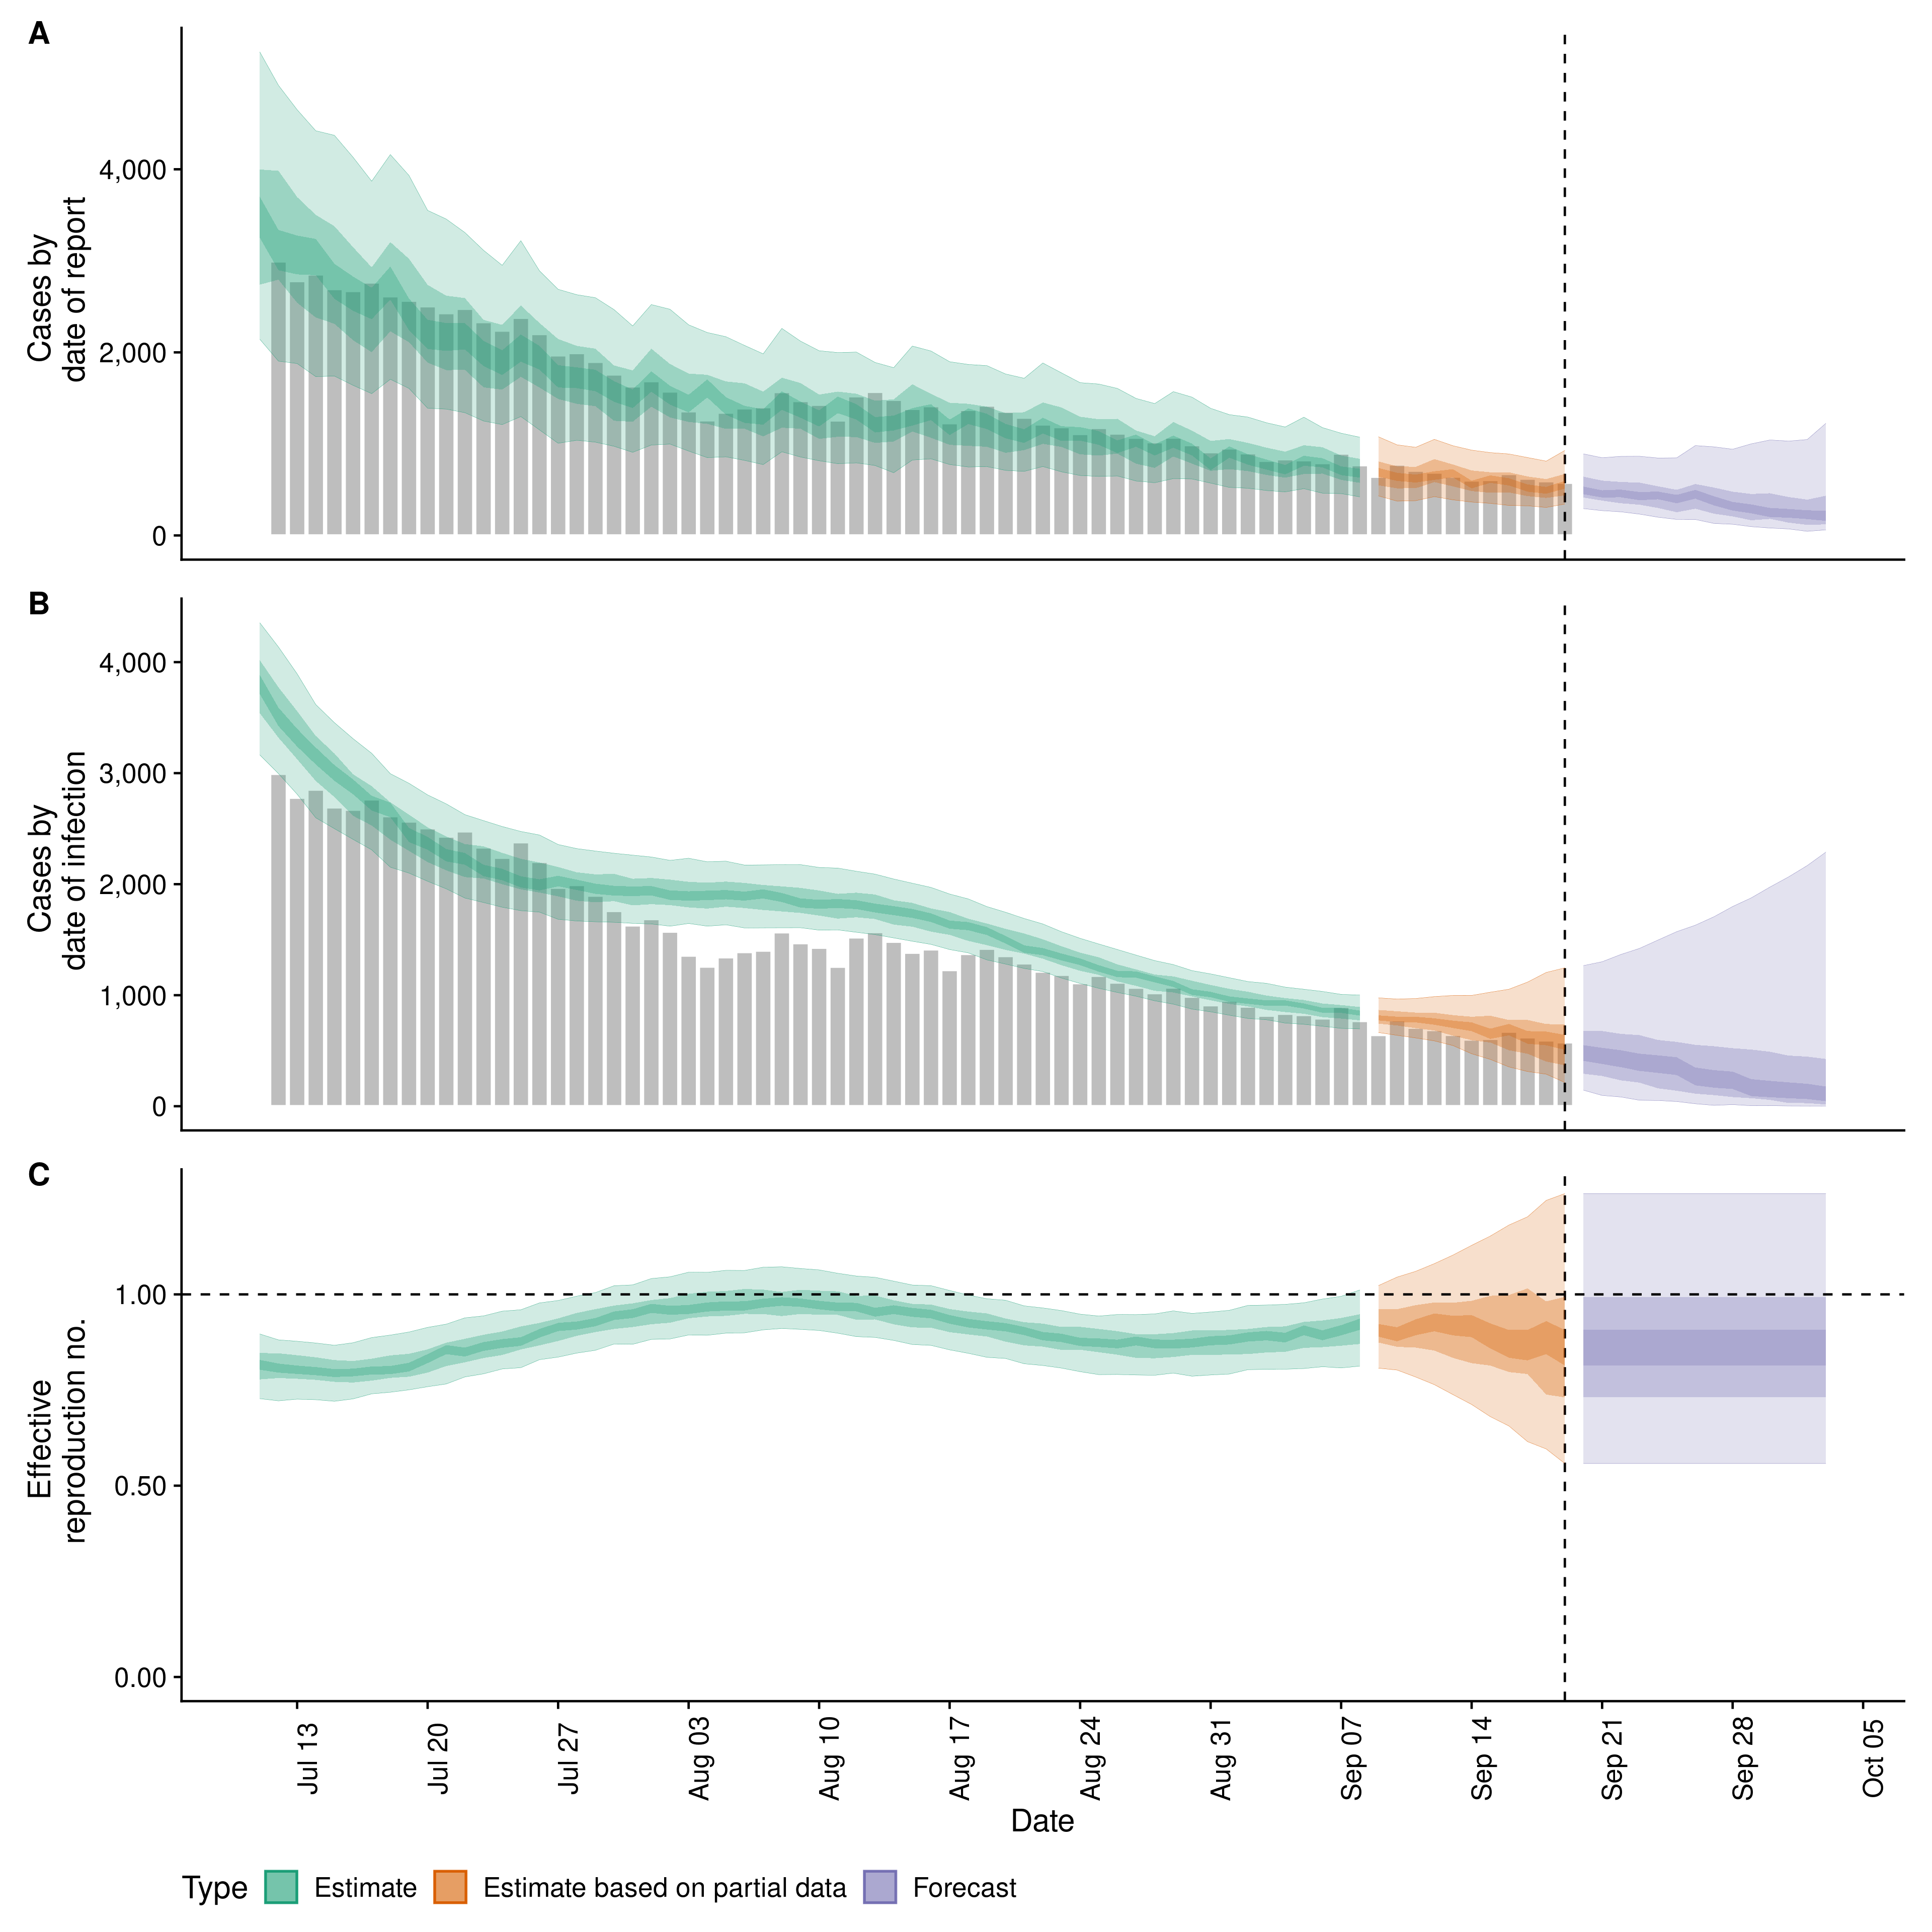 A
Cases by
date of report
4,000
2,000
0
B
Cases by
date of infection
4,000
3,000
2,000
1,000
0
C
Effective
reproduction no.
1.00
0.50
0.00
Jul 13
Jul 20
Jul 27
Aug 03
Aug 10
Aug 17
Aug 24
Aug 31
Sep 07
Sep 14
Sep 21
Sep 28
Oct 05
Date
Type Estimate Estimate based on partial data Forecast